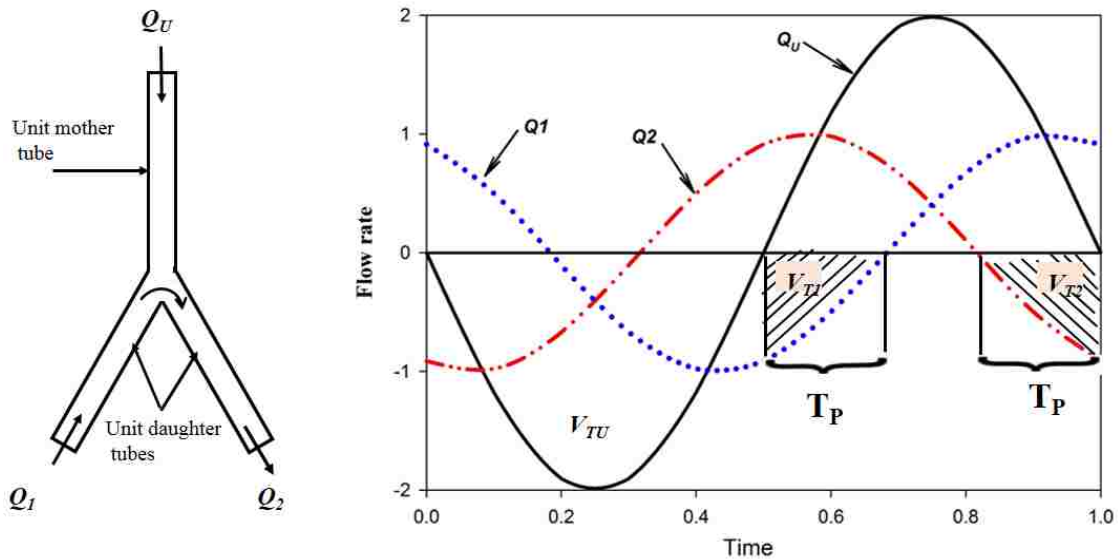 Q_U
Unit mother
tube
Unit daughter
tubes
Q_1
Q_2
Flow rate
2
1
0
-1
-2
Q1
Q2
Q_U
V_T1
V_T2
T_P
T_P
V_TU
0.0
0.2
0.4
0.6
0.8
1.0
Time